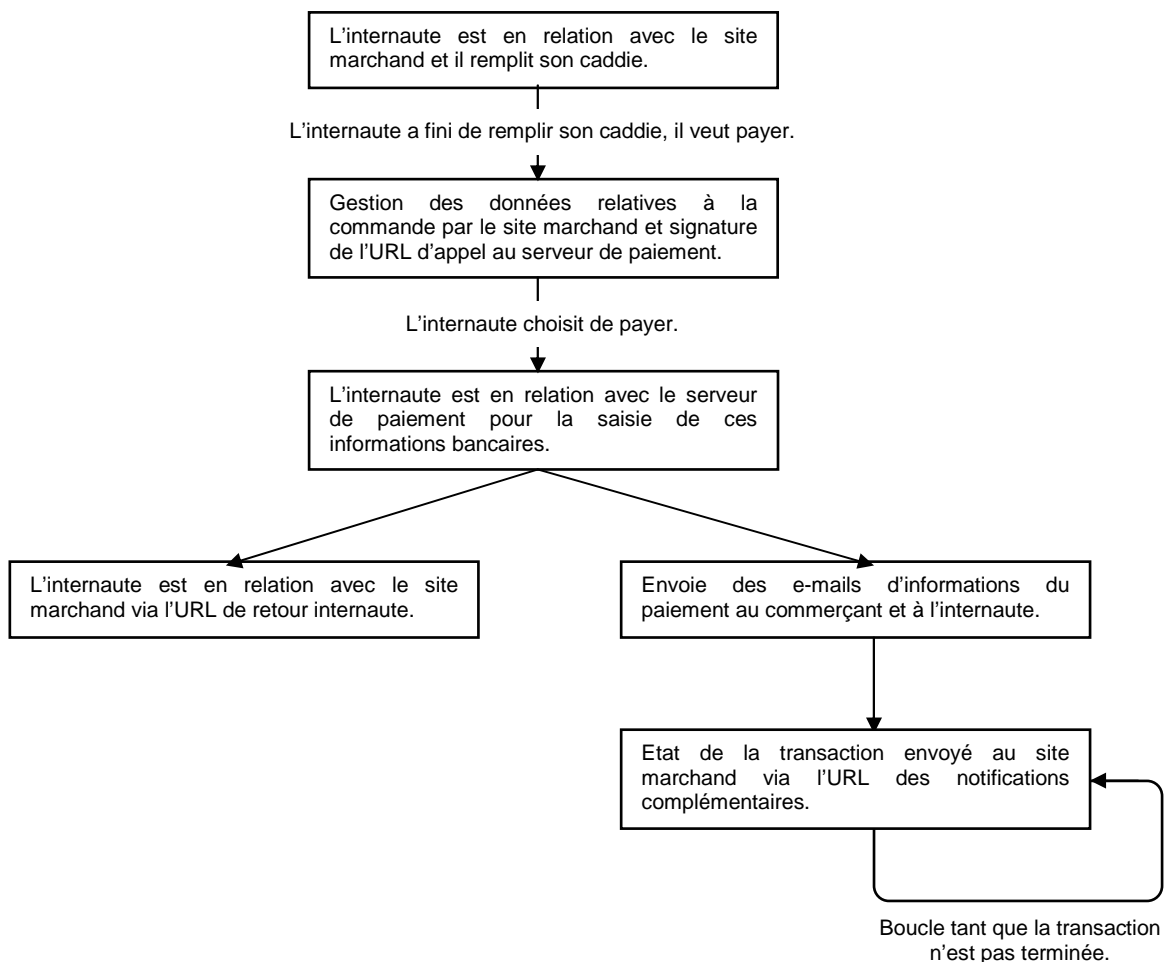 L'internaute est en relation avec le site
marchand et il remplit son caddie.
L'internaute a fini de remplir son caddie, il veut payer.
Gestion des données relatives à la
commande par le site marchand et signature
de l'URL d'appel au serveur de paiement.
L'internaute choisit de payer.
L'internaute est en relation avec le serveur
de paiement pour la saisie de ces
informations bancaires.
L'internaute est en relation avec le site
marchand via l'URL de retour internaute.
Envoie des e-mails d'informations du
paiement au commerçant et à l'internaute.
Etat de la transaction envoyé au site
marchand via l'URL des notifications
complémentaires.
Boucle tant que la transaction
n'est pas terminée.